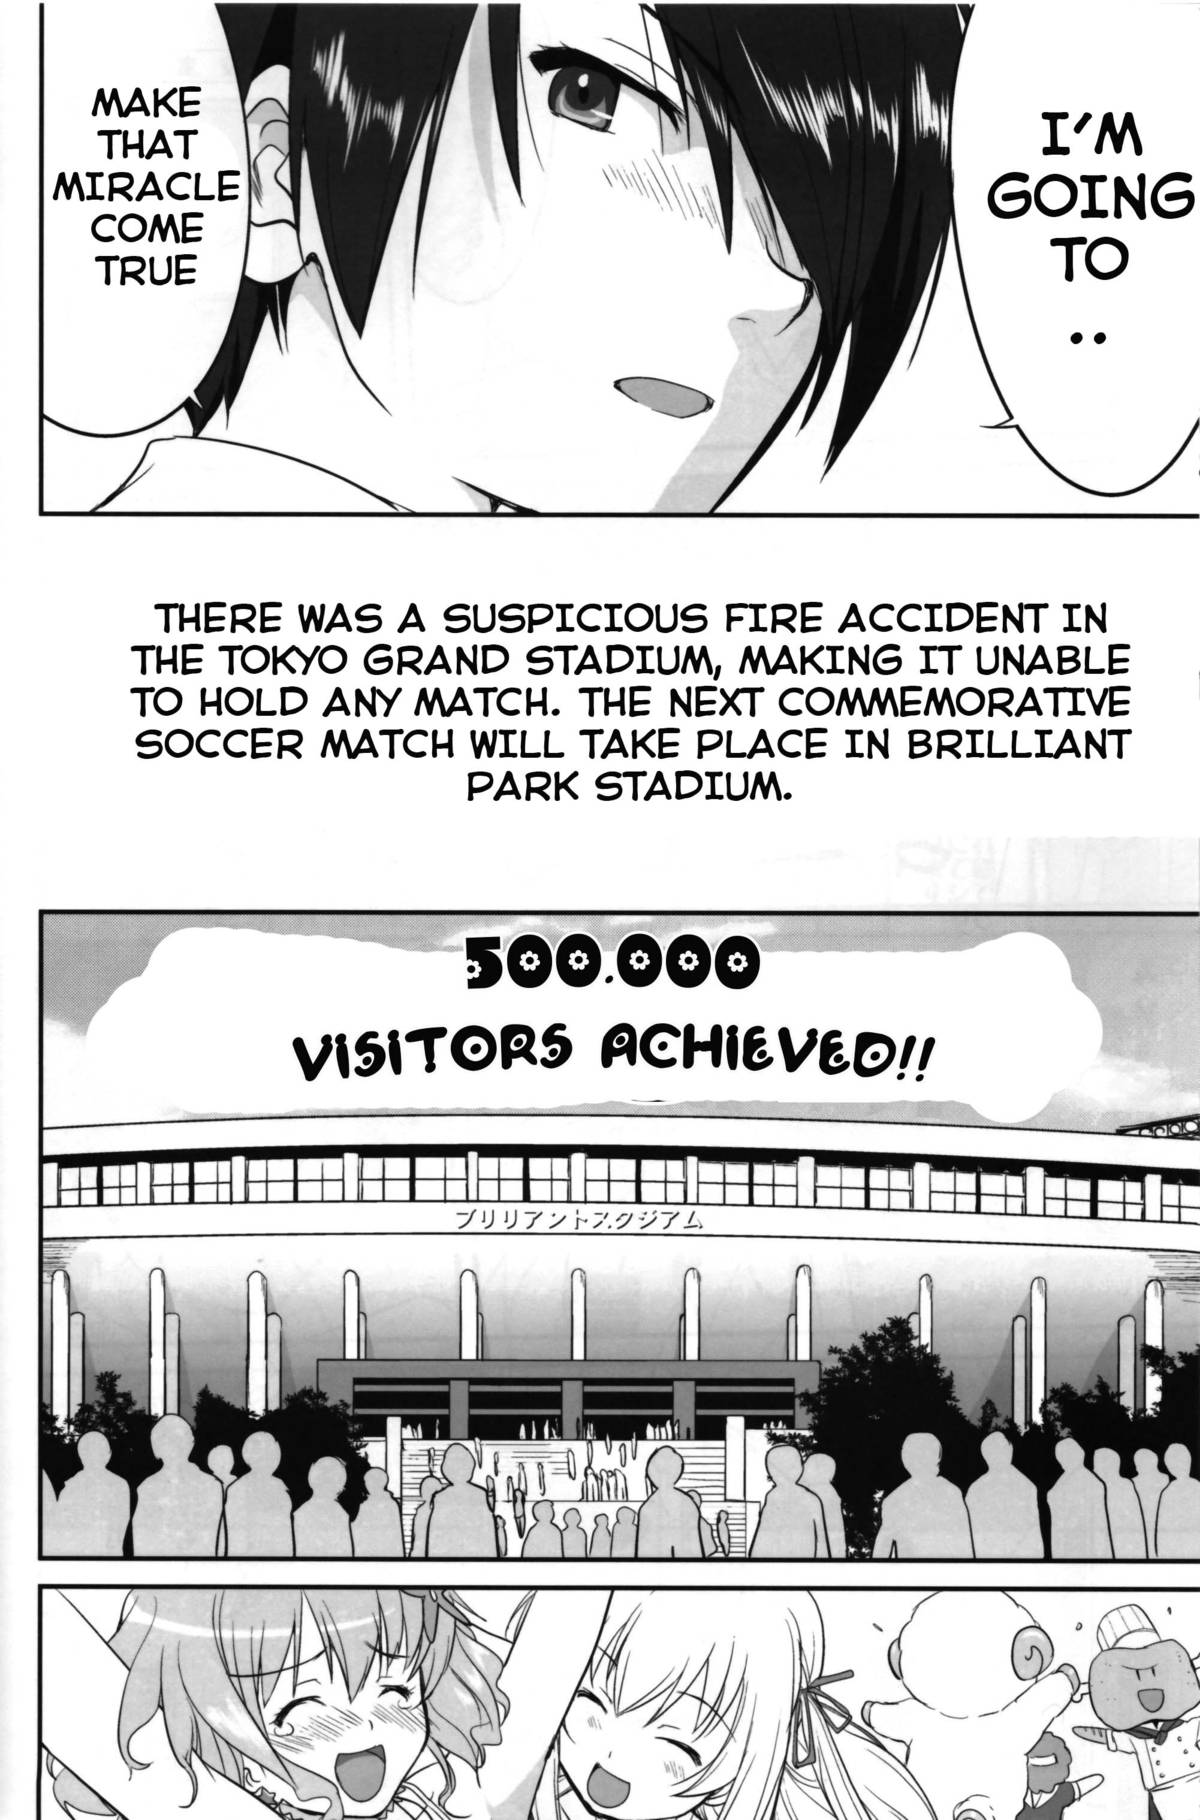 I'M
GOING
TO
..
MAKE
THAT
MIRACLE
COME
TRUE
THERE WAS A SUSPICIOUS FIRE ACCIDENT IN
THE TOKYO GRAND STADIUM, MAKING IT UNABLE
TO HOLD ANY MATCH. THE NEXT COMMEMORATIVE
SOCCER MATCH WILL TAKE PLACE IN BRILLIANT
PARK STADIUM.
500.000
VISITORS ACHIEVED!!
ブリリアントスタジアム